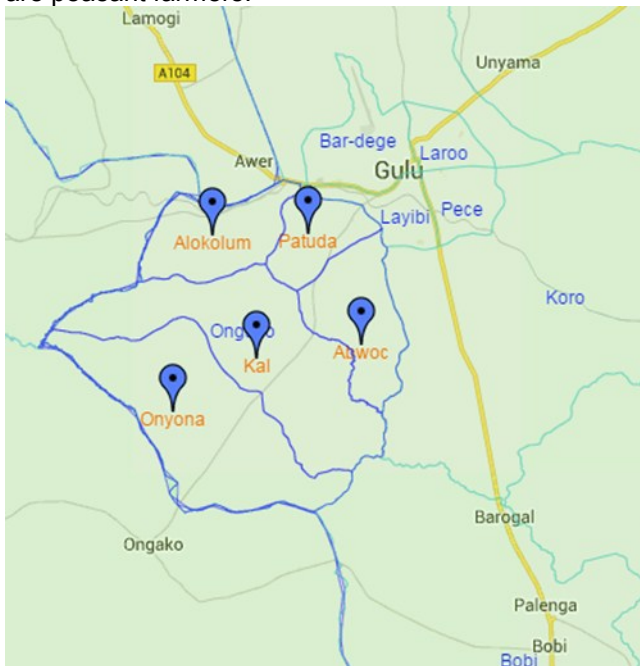 are peasant farmers.
Lamogi
Unyama
A104
Bar-dege
Awer
Laroo
Gulu
Pece
Layibi
Alokolum
Patuda
Koro
Kal
Abwoc
Onyona
Barogal
Ongako
Palenga
Bobi
Bobi